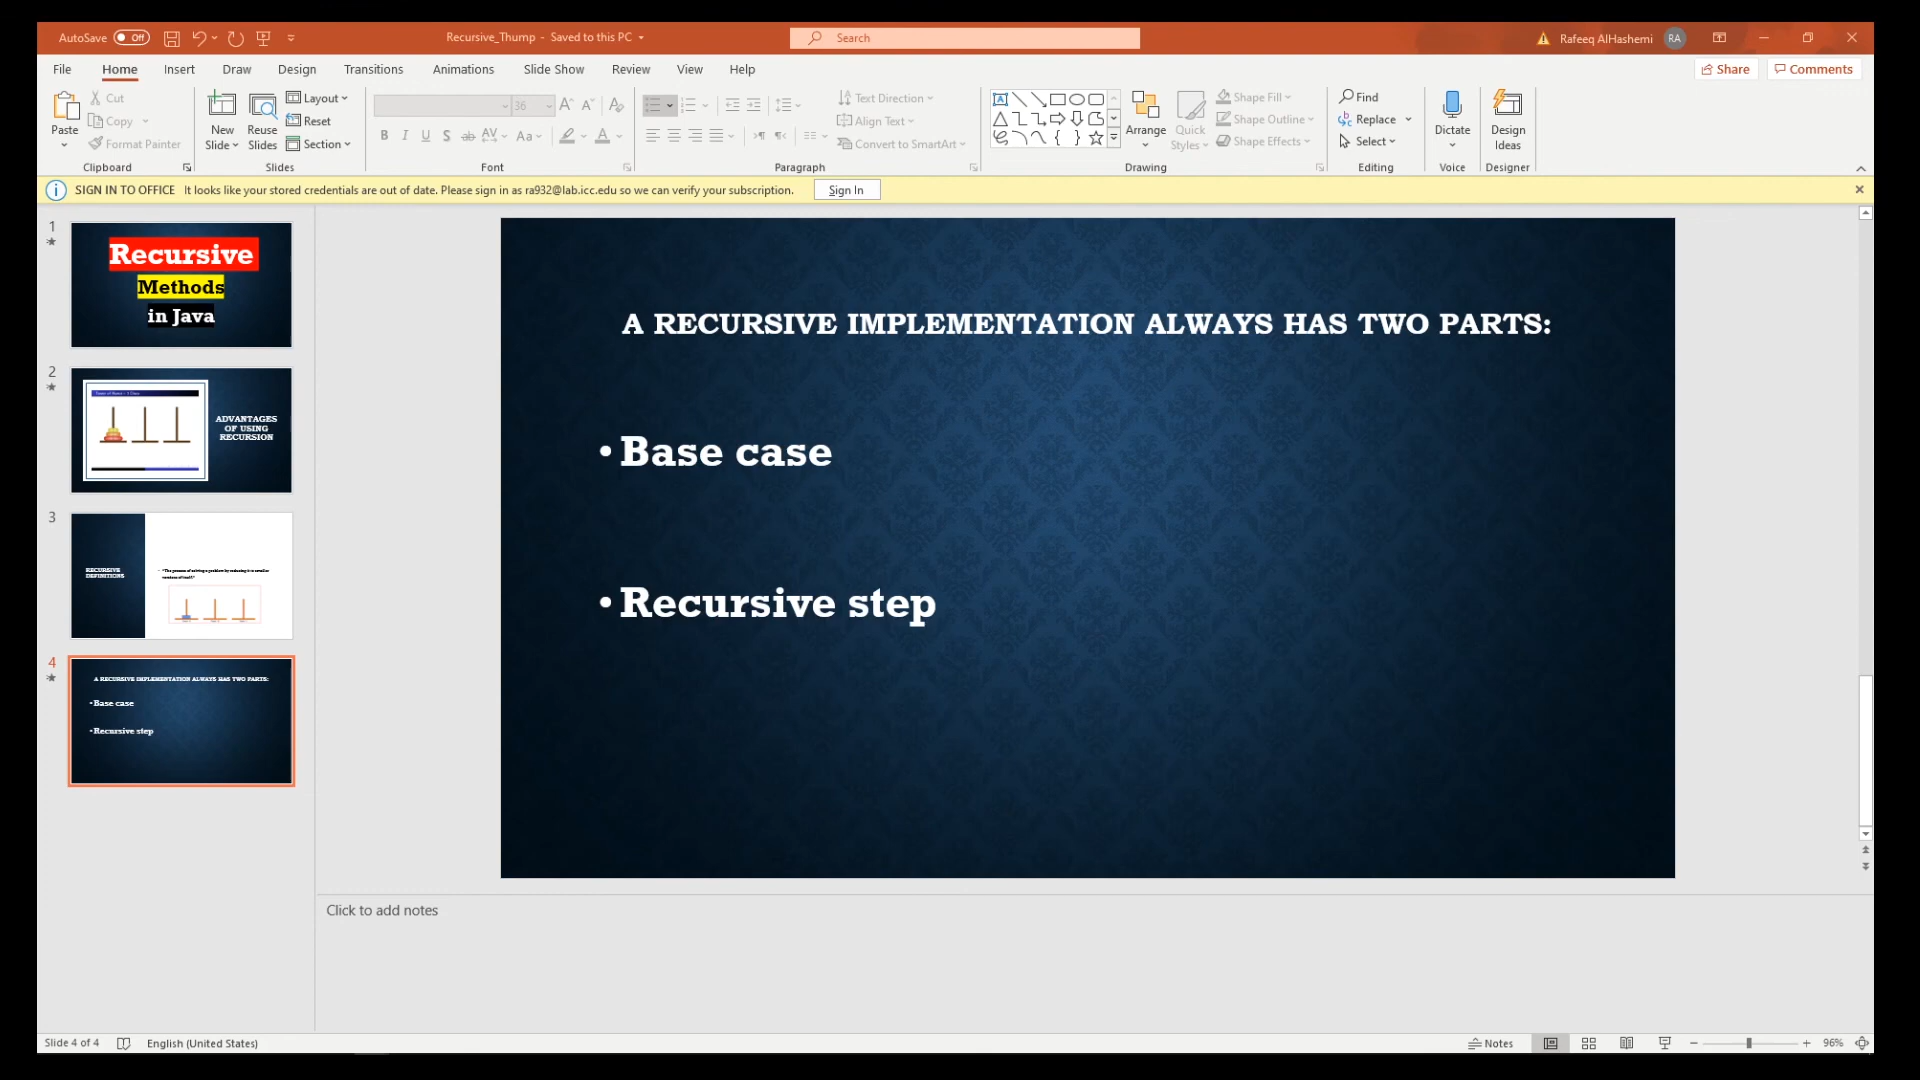 AutoSave Off
Recursive_Thump - Saved to this PC
Search
Rafeeq AlHashemi RA
File Home Insert Draw Design Transitions Animations Slide Show Review View Help
Share Comments
Paste
Cut
Copy
Format Painter
Clipboard
New Slide
Reuse Slides
Layout
Reset
Section
Slides
36
Font
Text Direction
Align Text
Convert to SmartArt
Paragraph
Arrange
Quick Styles
Shape Fill
Shape Outline
Shape Effects
Drawing
Find
Replace
Select
Editing
Dictate
Voice
Design Ideas
Designer
SIGN IN TO OFFICE It looks like your stored credentials are out of date. Please sign in as ra932@lab.icc.edu so we can verify your subscription. Sign In
1
Recursive
Methods
in Java
2
ADVANTAGES
OF USING
RECURSION
3
RECURSIVE
DEFINITIONS
4
A RECURSIVE IMPLEMENTATION ALWAYS HAS TWO PARTS:
•Base case
•Recursive step
A RECURSIVE IMPLEMENTATION ALWAYS HAS TWO PARTS:
• Base case
• Recursive step
Click to add notes
Slide 4 of 4 English (United States)
Notes 96%